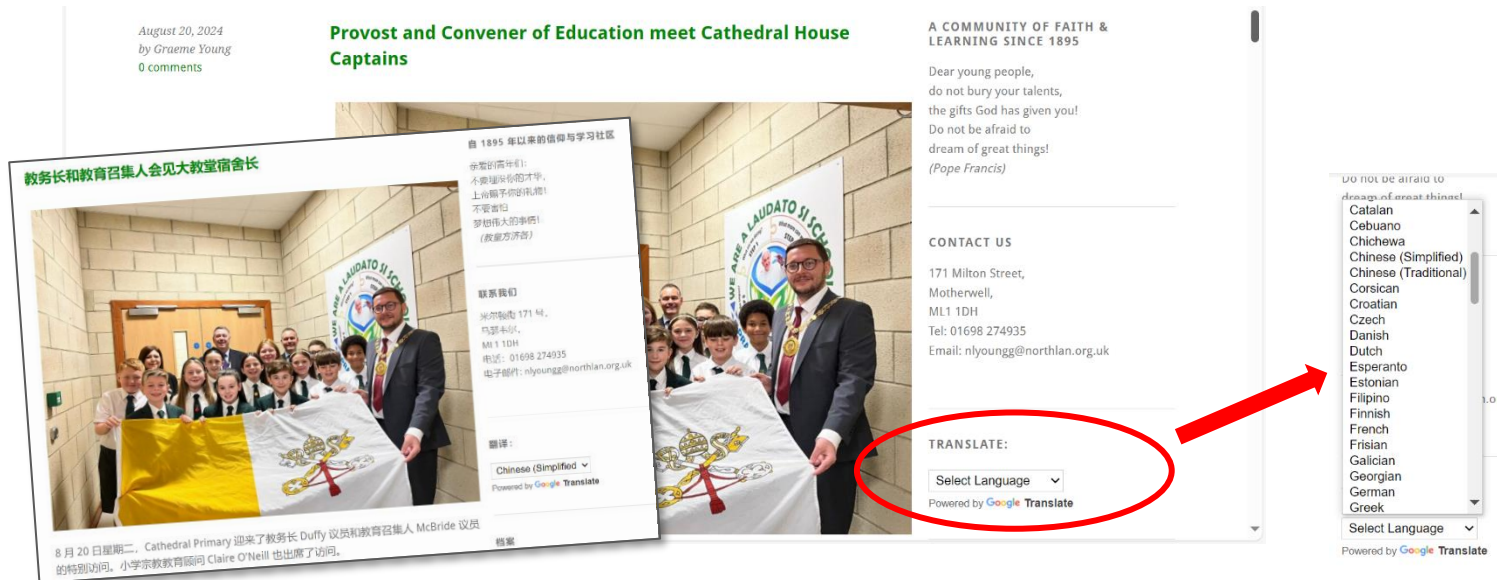 August 20, 2024
by Graeme Young
0 comments
Provost and Convener of Education meet Cathedral House
Captains
A COMMUNITY OF FAITH &
LEARNING SINCE 1895
Dear young people,
do not bury your talents,
the gifts God has given you!
Do not be afraid to
dream of great things!
(Pope Francis)
CONTACT US
171 Milton Street,
Motherwell,
ML1 1DH
Tel: 01698 274935
Email: nlyoungg@northlan.org.uk
TRANSLATE:
Select Language
Powered by Google Translate
WE ARE A LAUDATO SI SCHOOL
教务长和教育召集人会见大教堂宿舍长
WE ARE A LAUDATO SI SCHOOL
8 月 20 日星期二，Cathedral Primary 迎来了教务长 Duffy 议员和教育召集人 McBride 议员
的特别访问。小学宗教教育顾问 Claire O'Neill 也出席了访问。
自 1895 年以来的信仰与学习社区
亲爱的青年们：
不要埋没你的才华，
上帝赐予你的礼物！
不要害怕
梦想伟大的事情！
(教皇方济各)
联系我们
米尔顿街 171 号，
马瑟韦尔，
ML1 1DH
电话：01698 274935
电子邮件：nlyoungg@northlan.org.uk
翻译：
Chinese (Simplified
Powered by Google Translate
档案
Do not be afraid to
dream of great things!
Catalan
Cebuano
Chichewa
Chinese (Simplified)
Chinese (Traditional)
Corsican
Croatian
Czech
Danish
Dutch
Esperanto
Estonian
Filipino
Finnish
French
Frisian
Galician
Georgian
German
Greek
Select Language
Powered by Google Translate